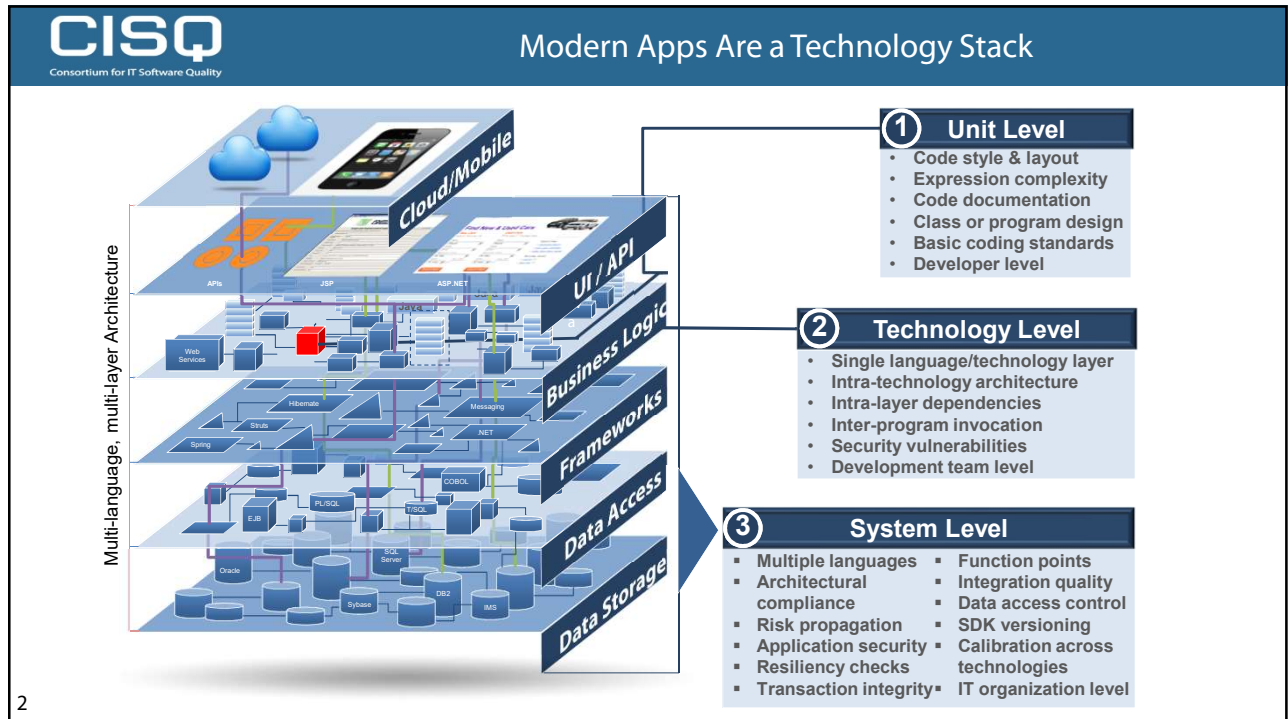 CISQ
Consortium for IT Software Quality
Modern Apps Are a Technology Stack
Multi-language, multi-layer Architecture
Cloud/Mobile
UI / API
Business Logic
Frameworks
Data Access
Data Storage
APIs
JSP
ASP.NET
Java
Web
Services
Hibernate
Messaging
Struts
Spring
.NET
COBOL
PL/SQL
T/SQL
EJB
SQL
Server
Oracle
DB2
Sybase
IMS
1 Unit Level
• Code style & layout
• Expression complexity
• Code documentation
• Class or program design
• Basic coding standards
• Developer level
2 Technology Level
• Single language/technology layer
• Intra-technology architecture
• Intra-layer dependencies
• Inter-program invocation
• Security vulnerabilities
• Development team level
3 System Level
▪ Multiple languages
▪ Architectural
compliance
▪ Risk propagation
▪ Application security
▪ Resiliency checks
▪ Transaction integrity
▪ Function points
▪ Integration quality
▪ Data access control
▪ SDK versioning
▪ Calibration across
technologies
▪ IT organization level
2